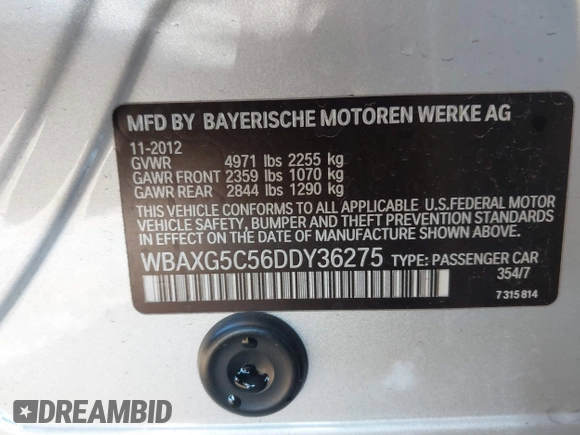 MFD BY BAYERISCHE MOTOREN WERKE AG
11-2012
GVWR 4971 lbs 2255 kg
GAWR FRONT 2359 lbs 1070 kg
GAWR REAR 2844 lbs 1290 kg
THIS VEHICLE CONFORMS TO ALL APPLICABLE U.S.FEDERAL MOTOR
VEHICLE SAFETY, BUMPER AND THEFT PREVENTION STANDARDS
IN EFFECT ON THE DATE OF MANUFACTURE SHOWN ABOVE.
WBAXG5C56DDY36275 TYPE: PASSENGER CAR
354/7
7315814
DREAMBID